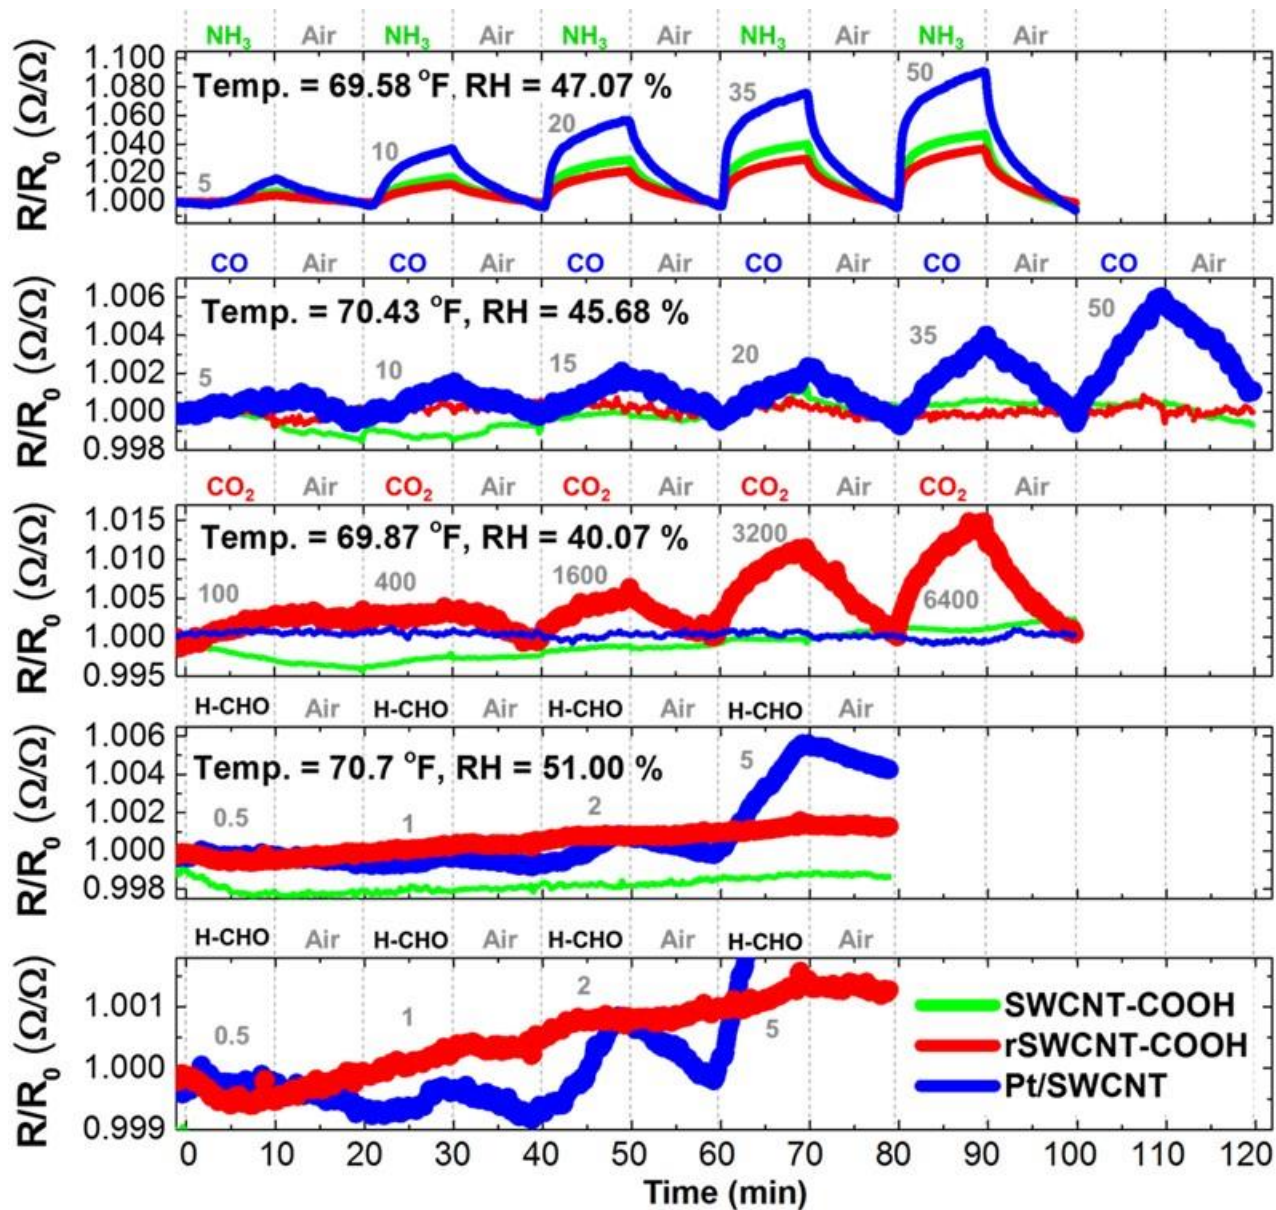 NH₃ Air NH₃ Air NH₃ Air NH₃ Air NH₃ Air
R/R₀ (Ω/Ω)
1.100
1.080
1.060
1.040
1.020
1.000
Temp. = 69.58 °F, RH = 47.07 %
5 10 20 35 50
CO Air CO Air CO Air CO Air CO Air CO Air
R/R₀ (Ω/Ω)
1.006
1.004
1.002
1.000
0.998
Temp. = 70.43 °F, RH = 45.68 %
5 10 15 20 35 50
CO₂ Air CO₂ Air CO₂ Air CO₂ Air CO₂ Air
R/R₀ (Ω/Ω)
1.015
1.010
1.005
1.000
0.995
Temp. = 69.87 °F, RH = 40.07 %
100 400 1600 3200 6400
H-CHO Air H-CHO Air H-CHO Air H-CHO Air
R/R₀ (Ω/Ω)
1.006
1.004
1.002
1.000
0.998
Temp. = 70.7 °F, RH = 51.00 %
0.5 1 2 5
H-CHO Air H-CHO Air H-CHO Air H-CHO Air
R/R₀ (Ω/Ω)
1.001
1.000
0.999
0.5 1 2 5
SWCNT-COOH
rSWCNT-COOH
Pt/SWCNT
0 10 20 30 40 50 60 70 80 90 100 110 120
Time (min)